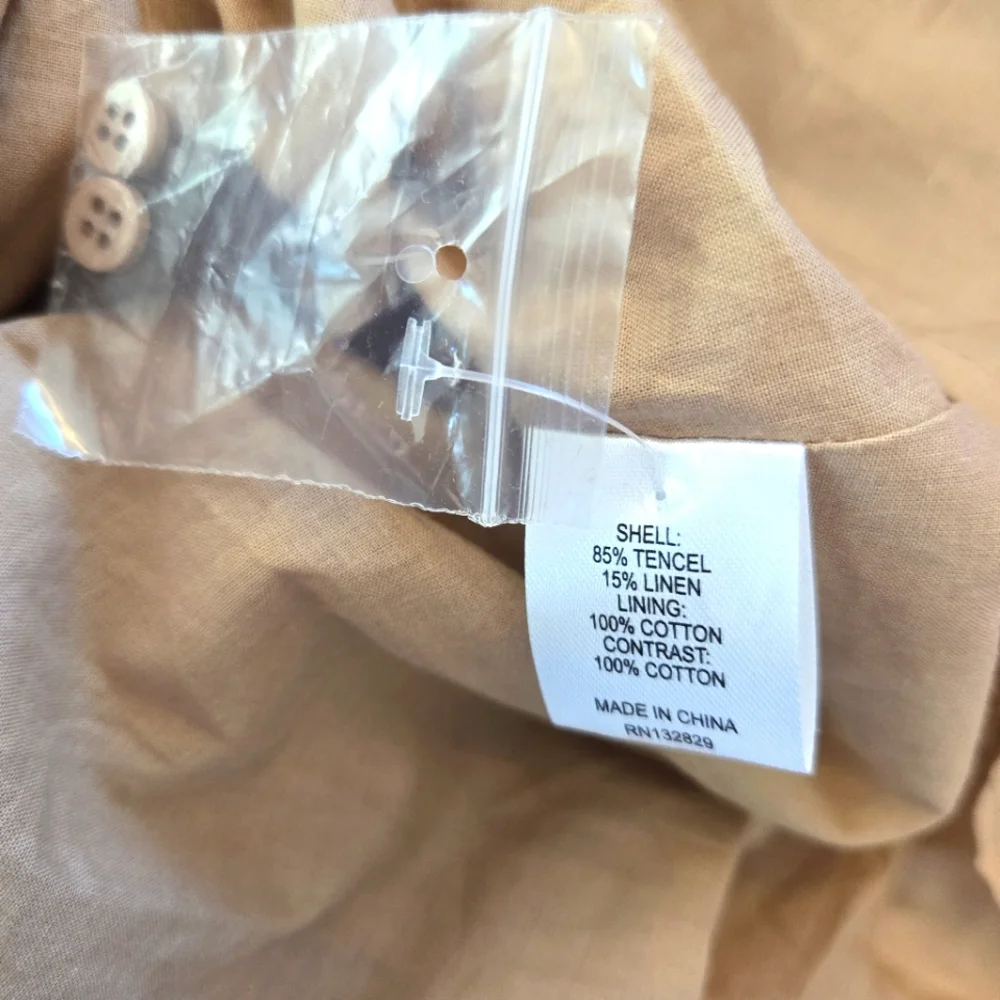 SHELL:
85% TENCEL
15% LINEN
LINING:
100% COTTON
CONTRAST:
100% COTTON
MADE IN CHINA
RN132829